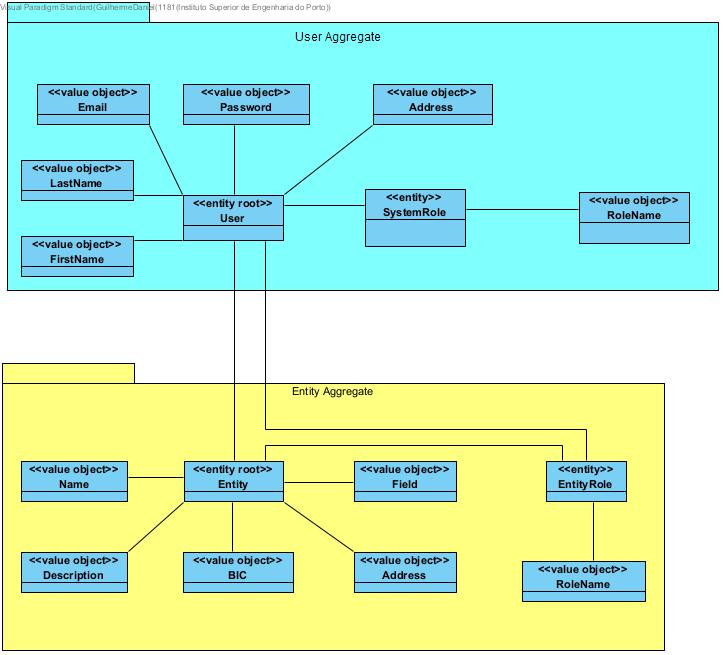 Visual Paradigm Standard(GuilhermeDaniel(1181(Instituto Superior de Engenharia do Porto))
User Aggregate
<<value object>>
Email
<<value object>>
Password
<<value object>>
Address
<<value object>>
LastName
<<entity root>>
User
<<entity>>
SystemRole
<<value object>>
RoleName
<<value object>>
FirstName
Entity Aggregate
<<value object>>
Name
<<entity root>>
Entity
<<value object>>
Field
<<entity>>
EntityRole
<<value object>>
Description
<<value object>>
BIC
<<value object>>
Address
<<value object>>
RoleName